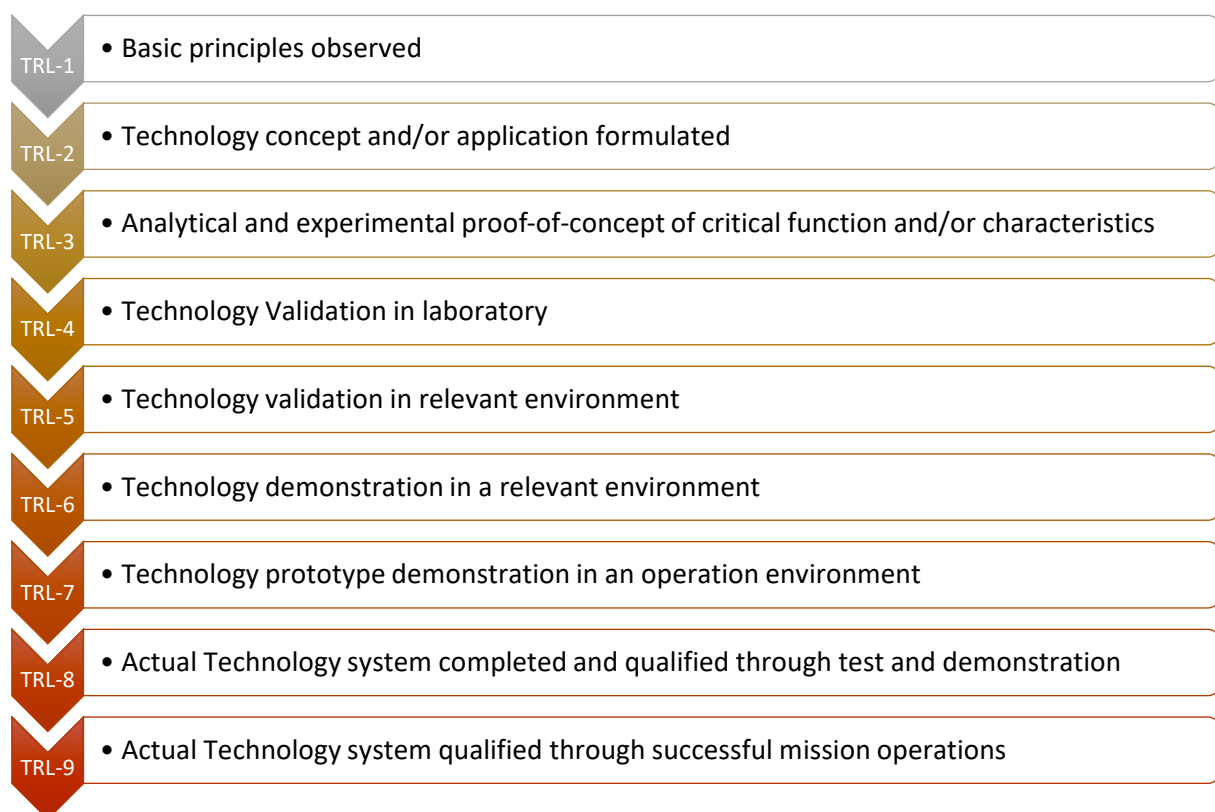 TRL-1
• Basic principles observed
TRL-2
• Technology concept and/or application formulated
TRL-3
• Analytical and experimental proof-of-concept of critical function and/or characteristics
TRL-4
• Technology Validation in laboratory
TRL-5
• Technology validation in relevant environment
TRL-6
• Technology demonstration in a relevant environment
TRL-7
• Technology prototype demonstration in an operation environment
TRL-8
• Actual Technology system completed and qualified through test and demonstration
TRL-9
• Actual Technology system qualified through successful mission operations